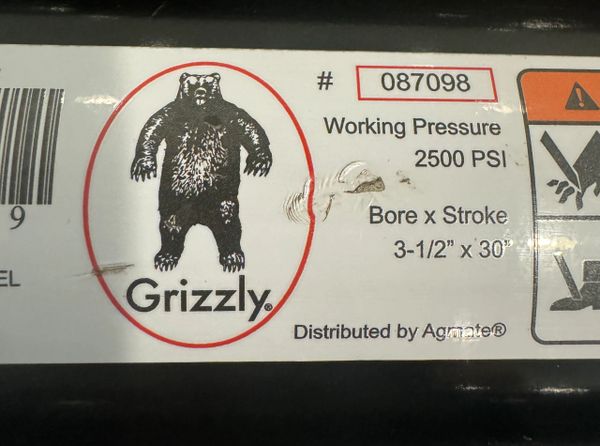 9
EL
Grizzly®
# 087098
Working Pressure
2500 PSI
Bore x Stroke
3-1/2" x 30"
Distributed by Agmate®